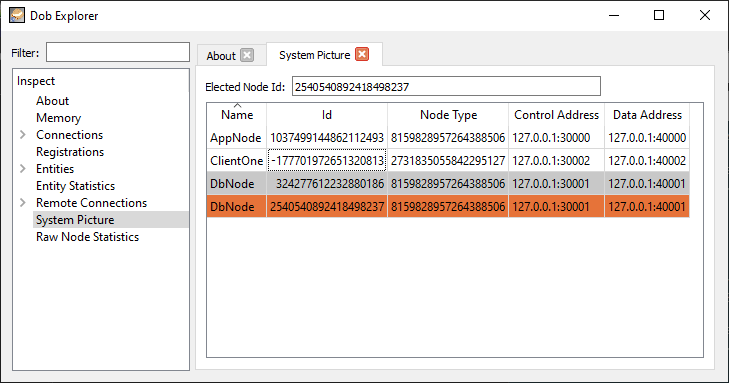 Dob Explorer
Filter:
Inspect
About
Memory
Connections
Registrations
Entities
Entity Statistics
Remote Connections
System Picture
Raw Node Statistics
About System Picture
Elected Node Id: 2540540892418498237
Name Id Node Type Control Address Data Address
AppNode 1037499144862112493 8159828957264388506 127.0.0.1:30000 127.0.0.1:40000
ClientOne -177701972651320813 2731835055842295127 127.0.0.1:30002 127.0.0.1:40002
DbNode 324277612232880186 8159828957264388506 127.0.0.1:30001 127.0.0.1:40001
DbNode 2540540892418498237 8159828957264388506 127.0.0.1:30001 127.0.0.1:40001